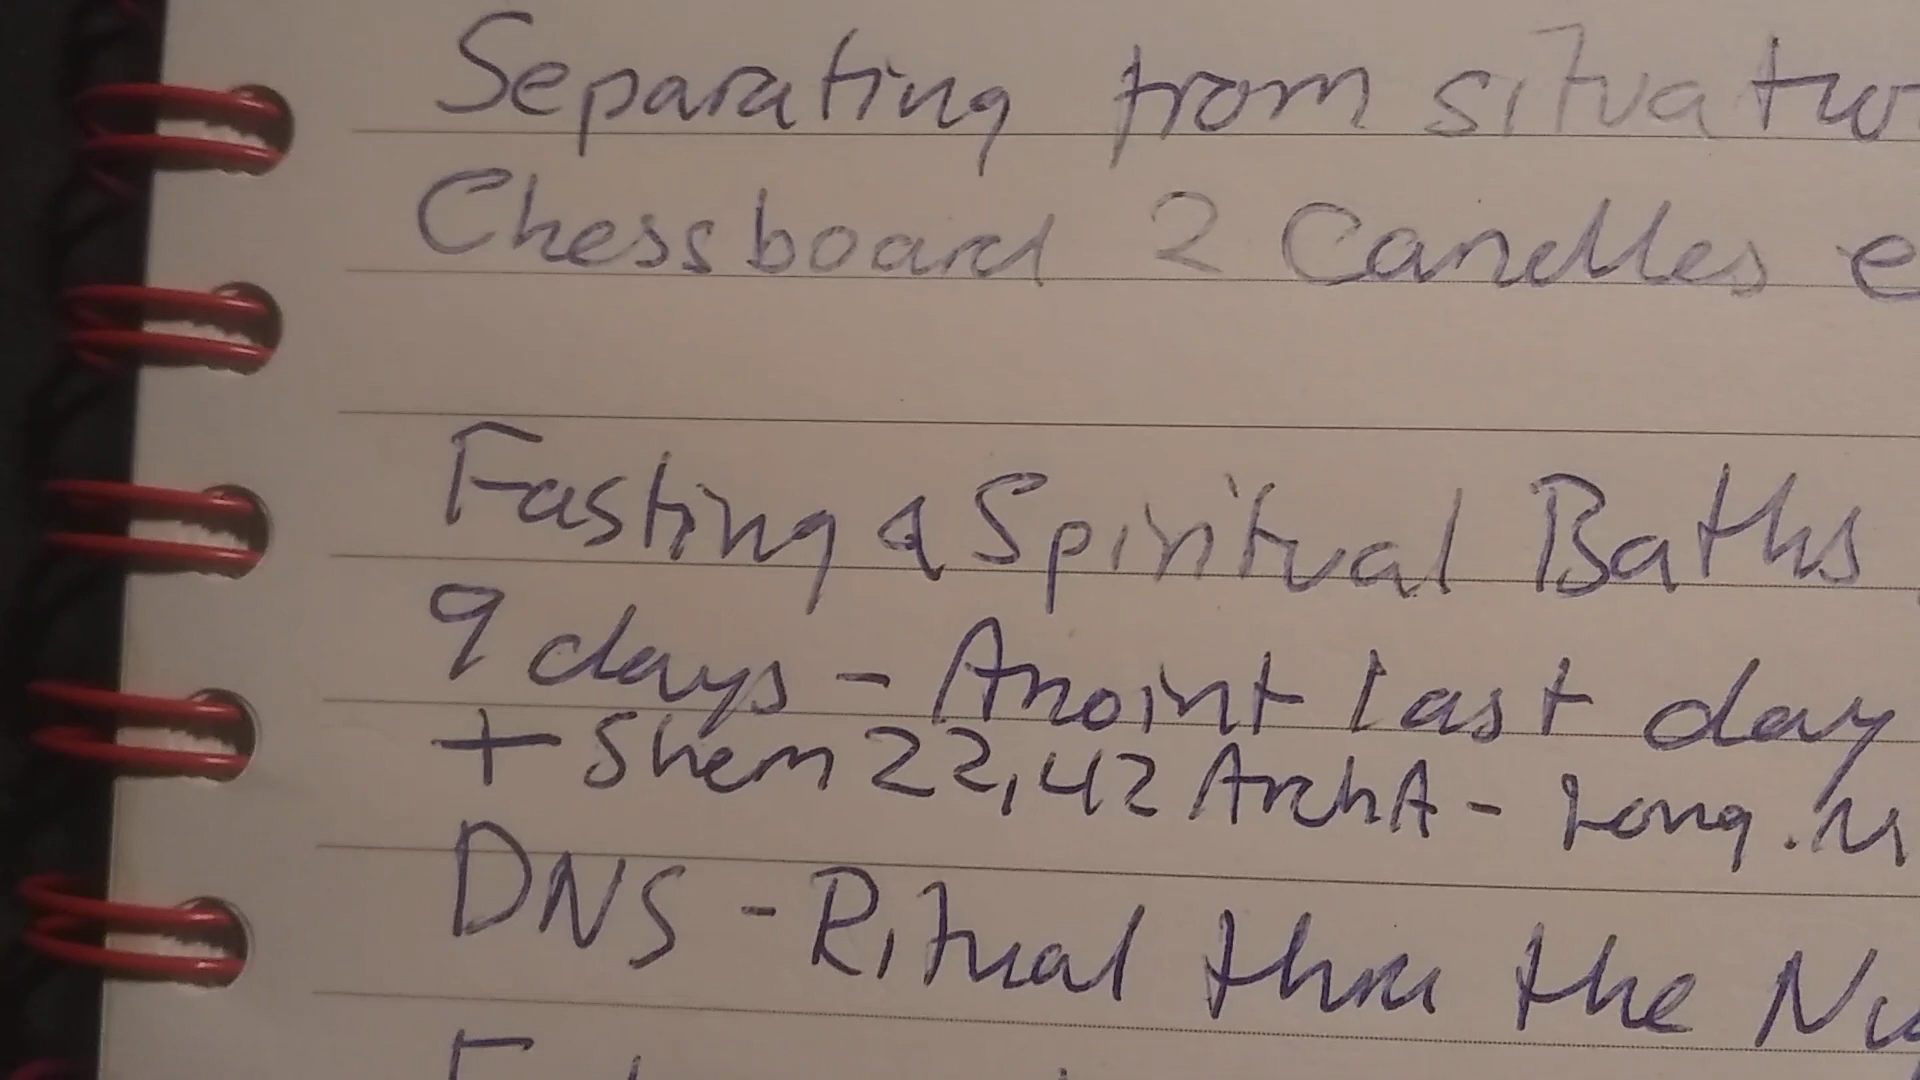 Separating from situatio
Chessboard 2 Candles e
Fasting & Spiritual Baths
9 days - Anoint last day
+ Shem 22,42 ArchA -
DNS - Ritual thru the